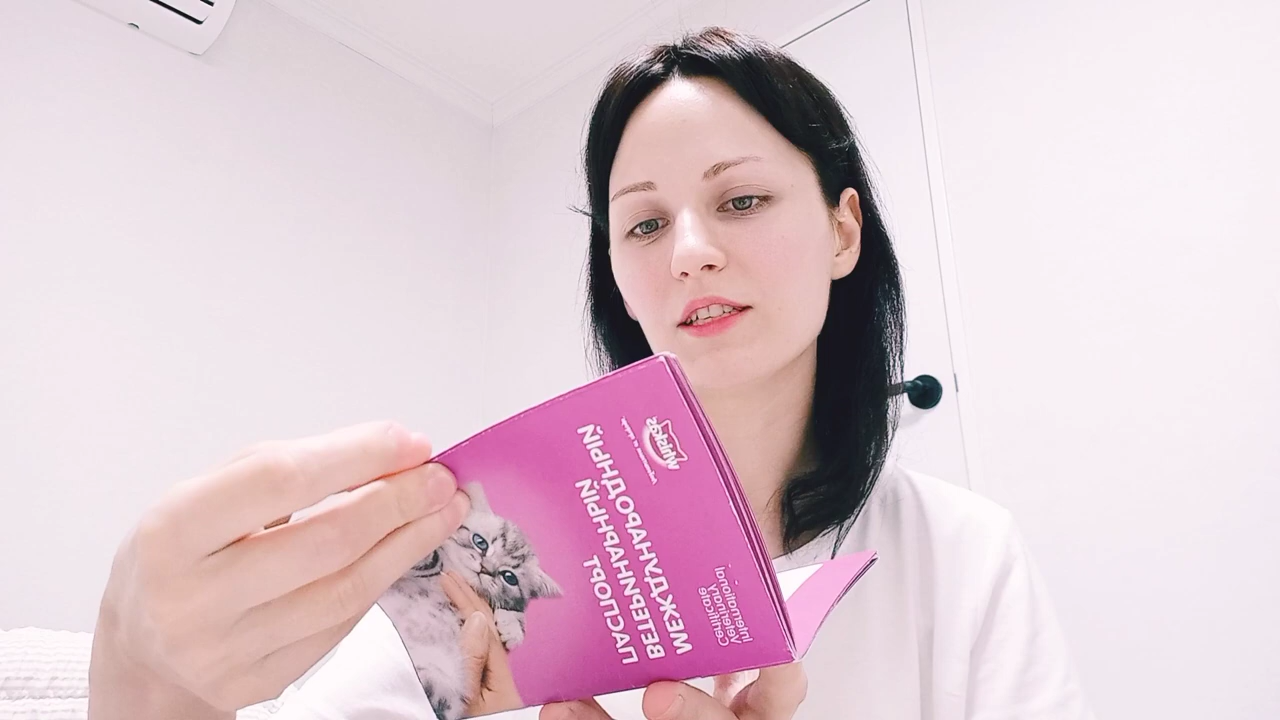 Whiskas
МЕЖДУНАРОДНЫЙ
ВЕТЕРИНАРНЫЙ
ПАСПОРТ
International
Veterinary
Certificate